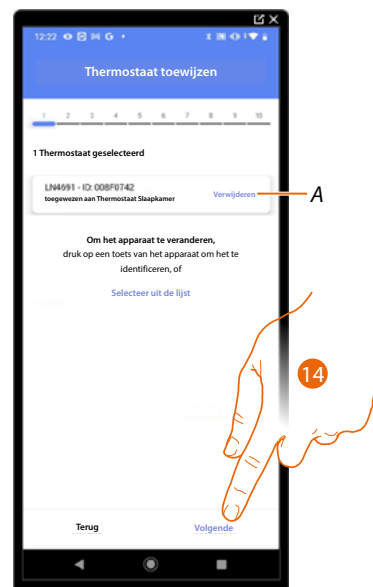 12:22
Thermostaat toewijzen
1 2 3 4 5 6 7 8 9 10
1 Thermostaat geselecteerd
LN4691 - ID: 008F0742
toegewezen aan Thermostaat Slaapkamer
Verwijderen
A
Om het apparaat te veranderen,
druk op een toets van het apparaat om het te
identificeren, of
Selecteer uit de lijst
14
Terug
Volgende